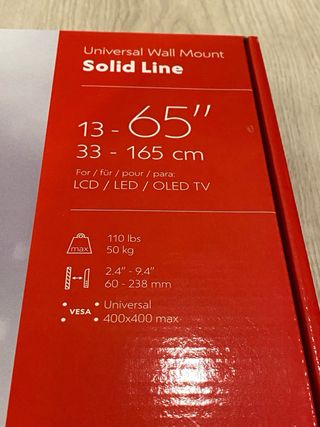 Universal Wall Mount
Solid Line
13 - 65"
33 - 165 cm
For / für / pour / para:
LCD / LED / OLED TV
max
110 lbs
50 kg
2.4" - 9.4"
60 - 238 mm
VESA
Universal
400x400 max